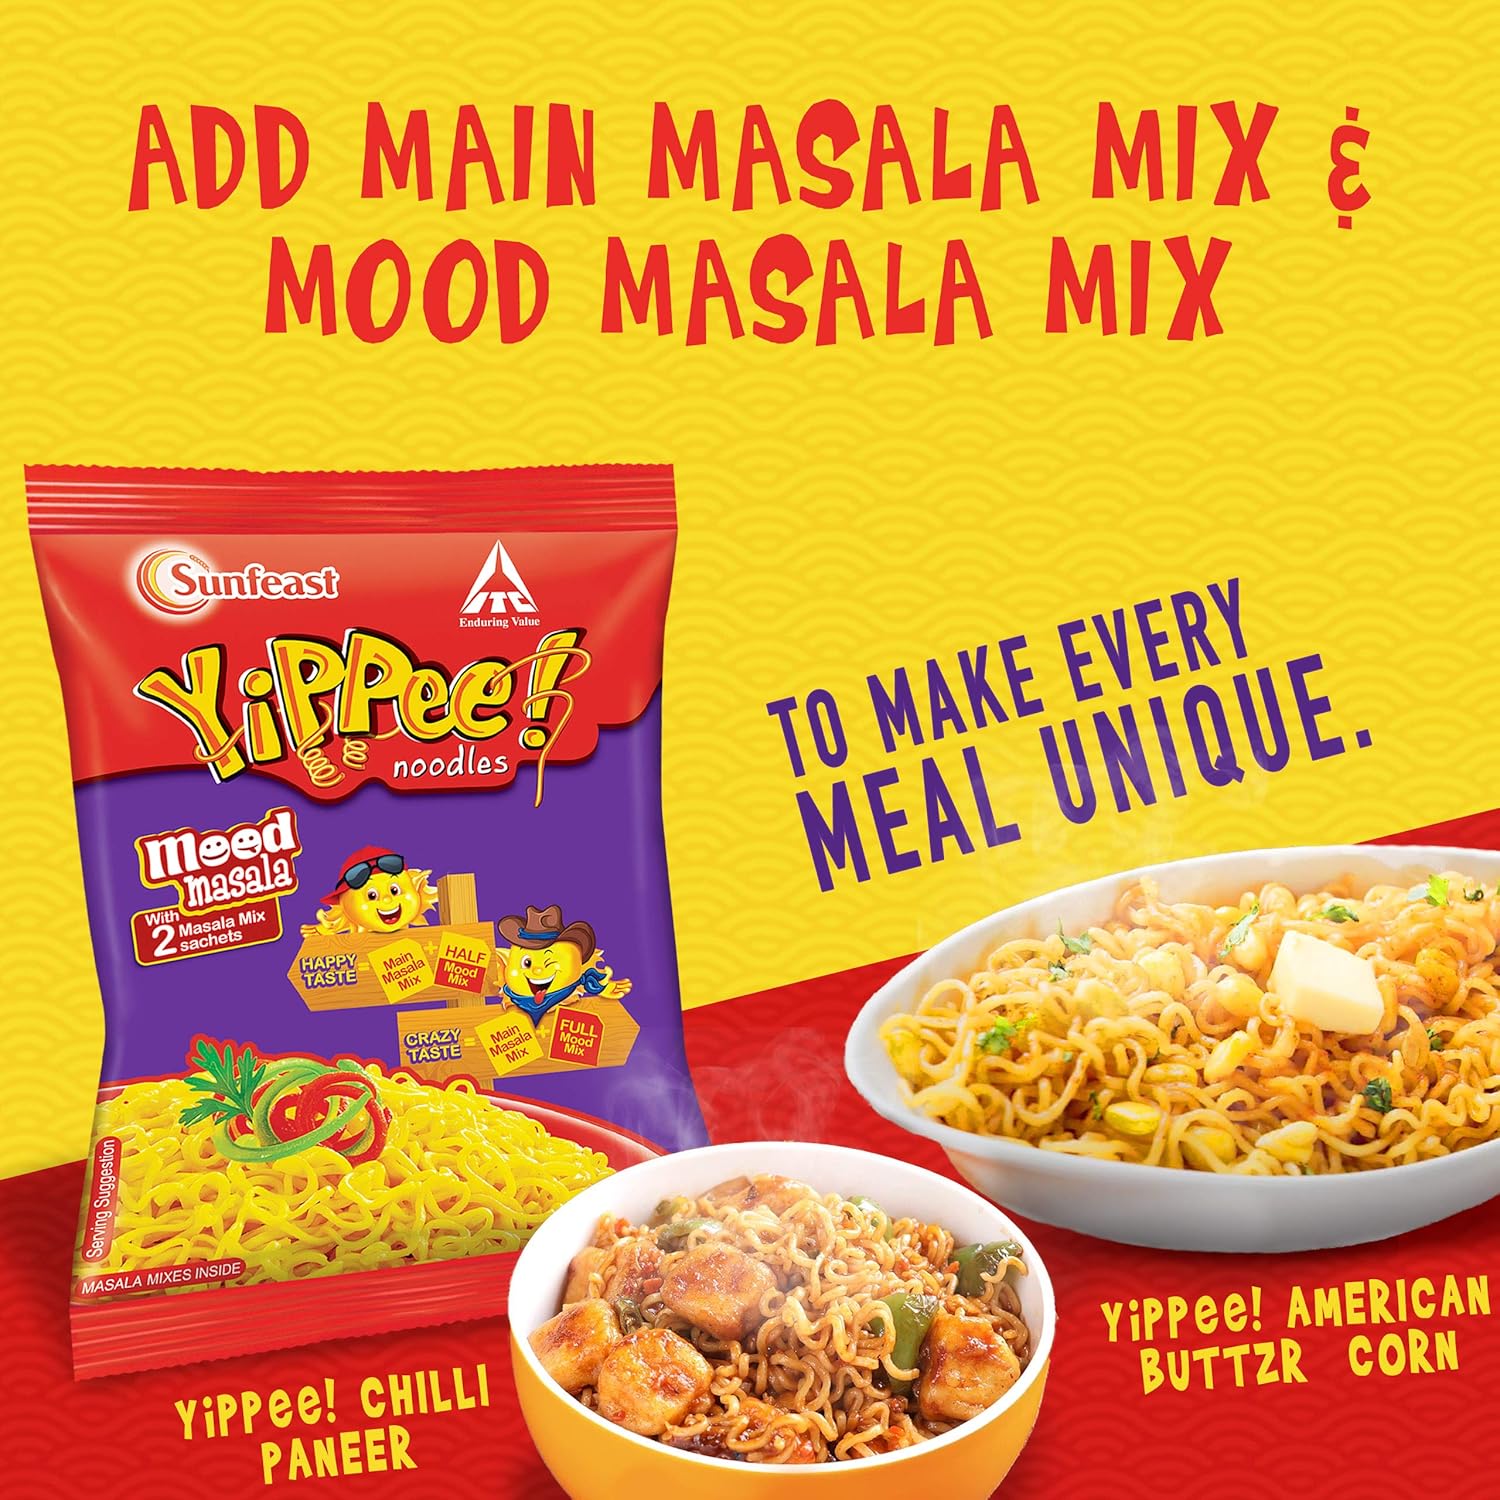 ADD MAIN MASALA MIX &
MOOD MASALA MIX
Sunfeast
ITC
Enduring Value
YiPPee!
noodles
mood
masala
With
2 Masala Mix
sachets
HAPPY
TASTE
=
Main
Masala
Mix
+
HALF
Mood
Mix
CRAZY
TASTE
=
Main
Masala
Mix
+
FULL
Mood
Mix
Serving Suggestion
MASALA MIXES INSIDE
TO MAKE EVERY
MEAL UNIQUE.
YiPPee! CHILLI
PANEER
YiPPee! AMERICAN
BUTTZR CORN